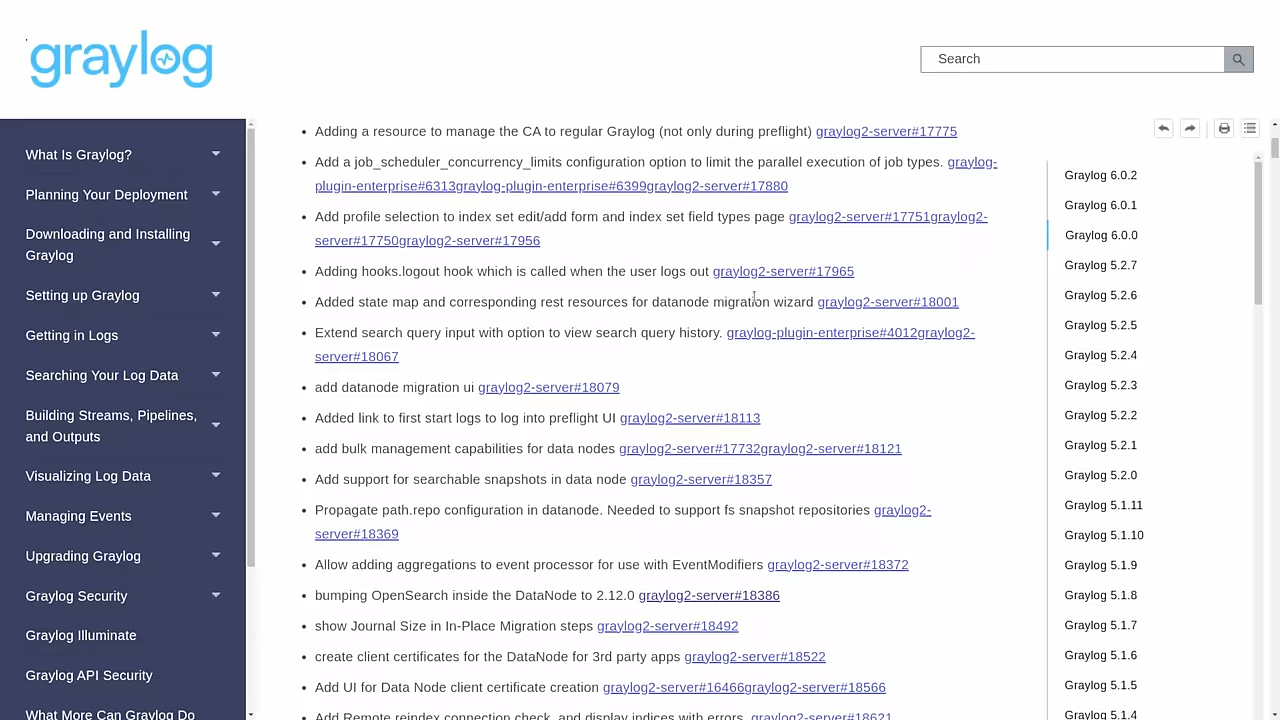 graylog
Search
What Is Graylog?
Planning Your Deployment
Downloading and Installing
Graylog
Setting up Graylog
Getting in Logs
Searching Your Log Data
Building Streams, Pipelines,
and Outputs
Visualizing Log Data
Managing Events
Upgrading Graylog
Graylog Security
Graylog Illuminate
Graylog API Security
What More Can Graylog Do
• Adding a resource to manage the CA to regular Graylog (not only during preflight) graylog2-server#17775
• Add a job_scheduler_concurrency_limits configuration option to limit the parallel execution of job types. graylog-
plugin-enterprise#6313graylog-plugin-enterprise#6399graylog2-server#17880
• Add profile selection to index set edit/add form and index set field types page graylog2-server#17751graylog2-
server#17750graylog2-server#17956
• Adding hooks.logout hook which is called when the user logs out graylog2-server#17965
• Added state map and corresponding rest resources for datanode migration wizard graylog2-server#18001
• Extend search query input with option to view search query history. graylog-plugin-enterprise#4012graylog2-
server#18067
• add datanode migration ui graylog2-server#18079
• Added link to first start logs to log into preflight UI graylog2-server#18113
• add bulk management capabilities for data nodes graylog2-server#17732graylog2-server#18121
• Add support for searchable snapshots in data node graylog2-server#18357
• Propagate path.repo configuration in datanode. Needed to support fs snapshot repositories graylog2-
server#18369
• Allow adding aggregations to event processor for use with EventModifiers graylog2-server#18372
• bumping OpenSearch inside the DataNode to 2.12.0 graylog2-server#18386
• show Journal Size in In-Place Migration steps graylog2-server#18492
• create client certificates for the DataNode for 3rd party apps graylog2-server#18522
• Add UI for Data Node client certificate creation graylog2-server#16466graylog2-server#18566
• Add Remote reindex connection check, and display indices with errors. graylog2-server#18621
Graylog 6.0.2
Graylog 6.0.1
Graylog 6.0.0
Graylog 5.2.7
Graylog 5.2.6
Graylog 5.2.5
Graylog 5.2.4
Graylog 5.2.3
Graylog 5.2.2
Graylog 5.2.1
Graylog 5.2.0
Graylog 5.1.11
Graylog 5.1.10
Graylog 5.1.9
Graylog 5.1.8
Graylog 5.1.7
Graylog 5.1.6
Graylog 5.1.5
Graylog 5.1.4